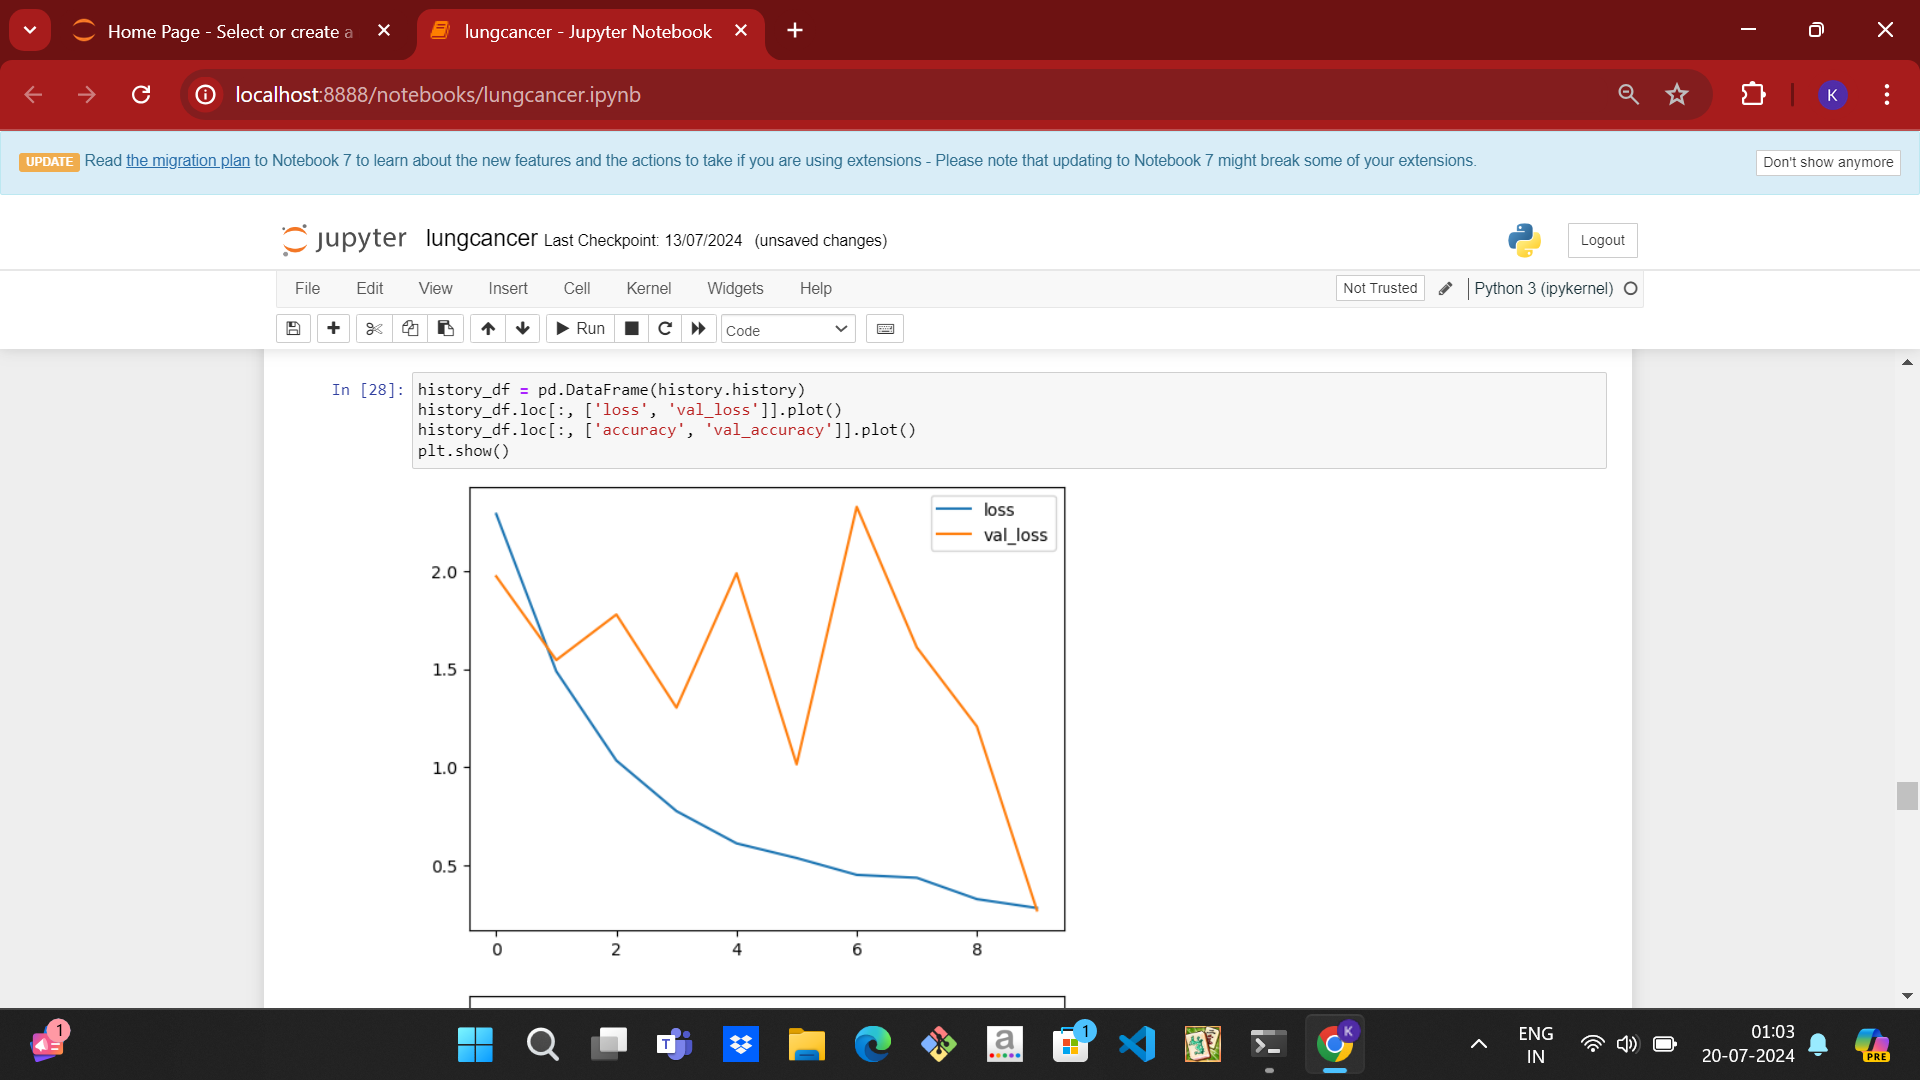 Home Page - Select or create a
lungcancer - Jupyter Notebook
localhost:8888/notebooks/lungcancer.ipynb
K
UPDATE Read the migration plan to Notebook 7 to learn about the new features and the actions to take if you are using extensions - Please note that updating to Notebook 7 might break some of your extensions.
Don't show anymore
jupyter lungcancer Last Checkpoint: 13/07/2024 (unsaved changes)
Logout
File Edit View Insert Cell Kernel Widgets Help
Not Trusted Python 3 (ipykernel)
Run Code
In [28]: history_df = pd.DataFrame(history.history)
history_df.loc[:, ['loss', 'val_loss']].plot()
history_df.loc[:, ['accuracy', 'val_accuracy']].plot()
plt.show()
loss
val_loss
2.0
1.5
1.0
0.5
0 2 4 6 8
1
T
a
1
K
ENG
IN
01:03
20-07-2024
PRE